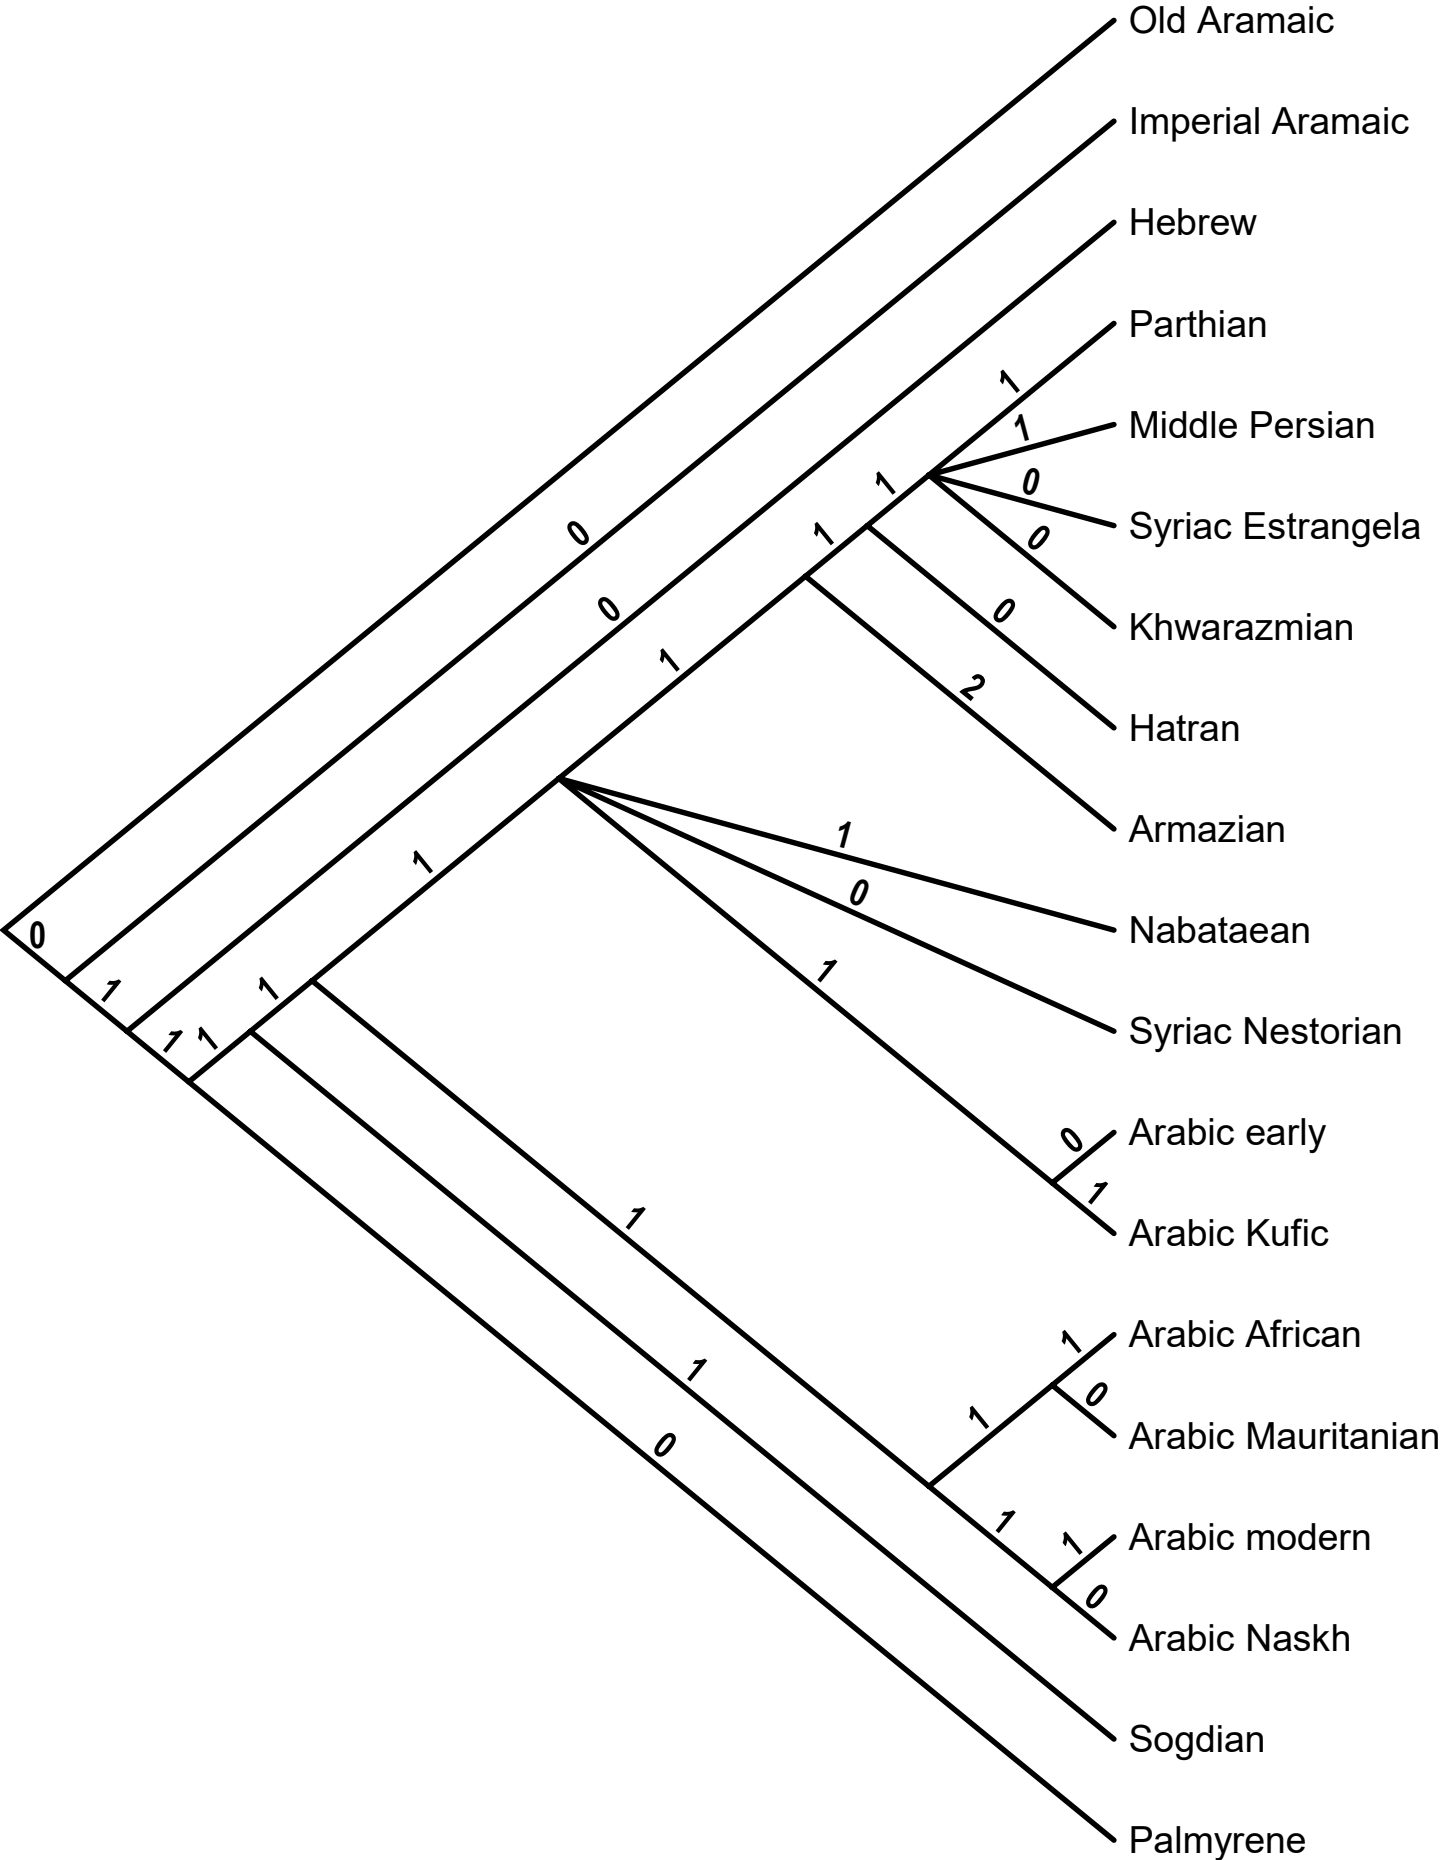 Old Aramaic
Imperial Aramaic
Hebrew
Parthian
1
Middle Persian
1
1
0
Syriac Estrangela
0
1
0
Khwarazmian
0
0
1
2
Hatran
Armazian
1
1
0
Nabataean
0
1
1
1
Syriac Nestorian
1
1
0
Arabic early
1
Arabic Kufic
1
1
Arabic African
1
0
1
Arabic Mauritanian
0
1
1
Arabic modern
0
Arabic Naskh
Sogdian
Palmyrene